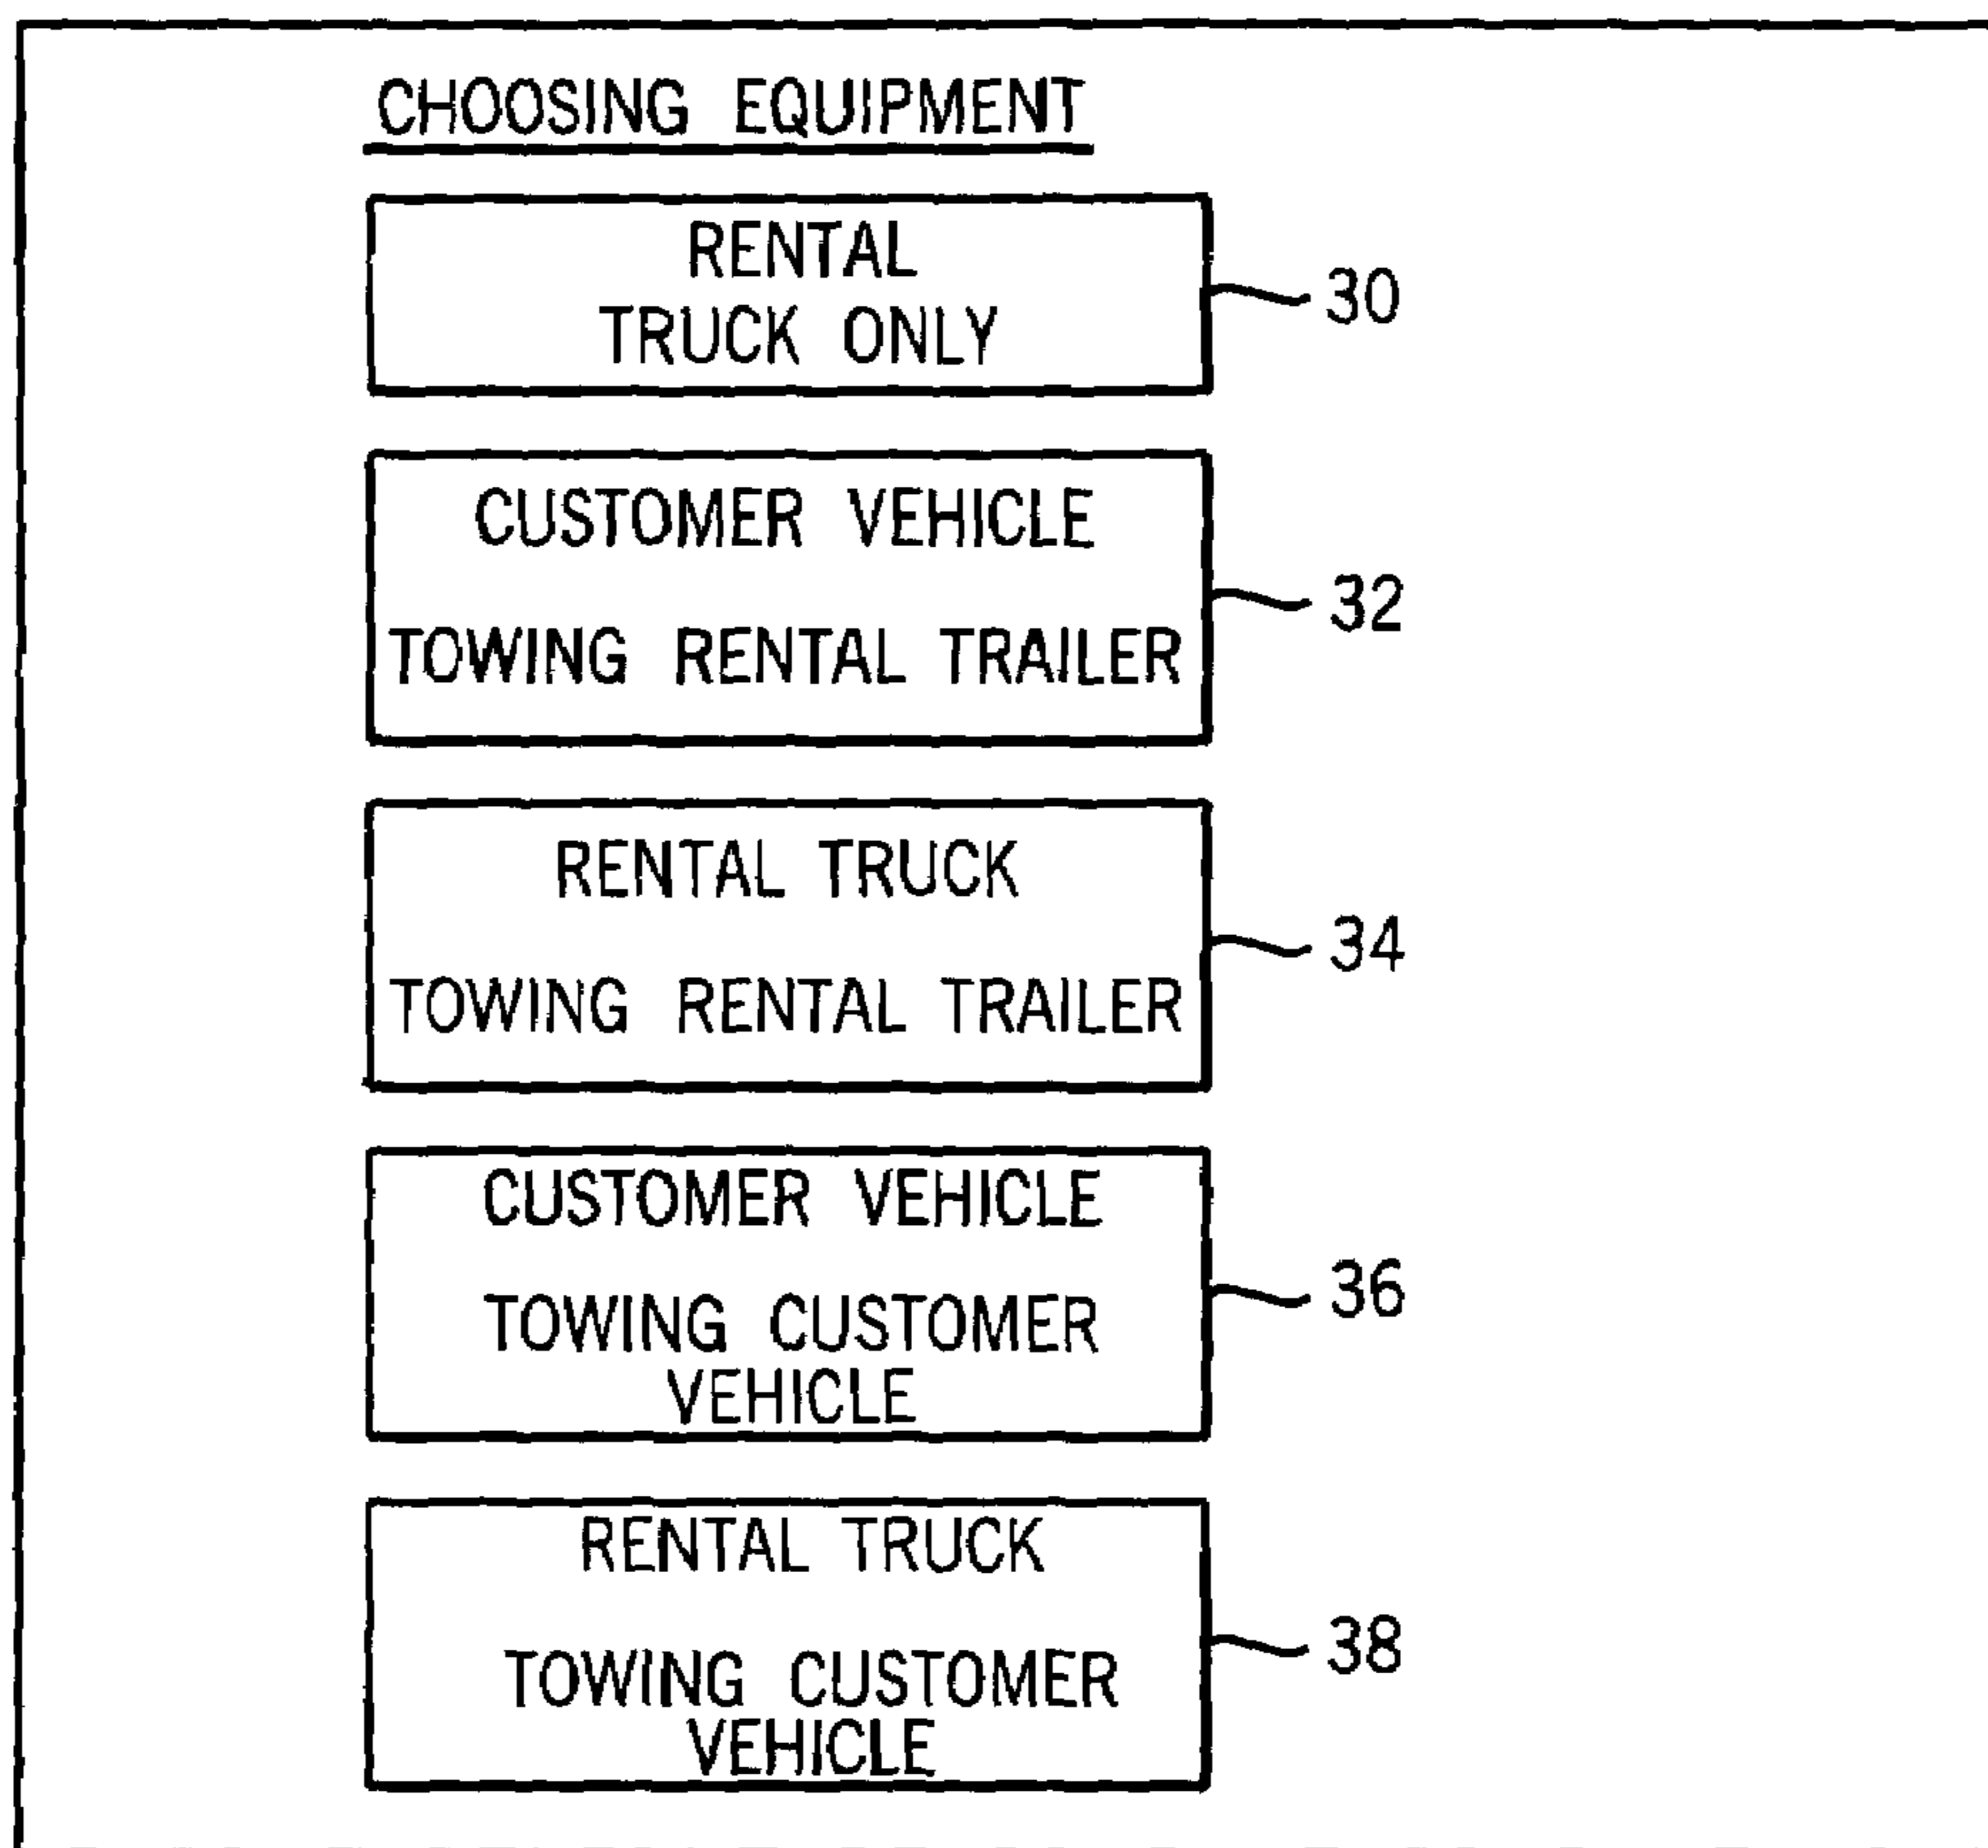 CHOOSING EQUIPMENT
RENTAL
TRUCK ONLY
30
CUSTOMER VEHICLE
TOWING RENTAL TRAILER
32
RENTAL TRUCK
TOWING RENTAL TRAILER
34
CUSTOMER VEHICLE
TOWING CUSTOMER
VEHICLE
36
RENTAL TRUCK
TOWING CUSTOMER
VEHICLE
38